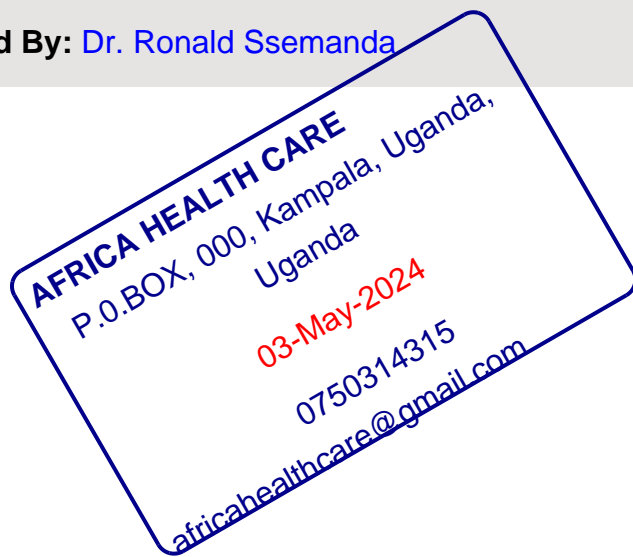 d By: Dr. Ronald Ssemanda
AFRICA HEALTH CARE
P.0.BOX, 000, Kampala, Uganda,
Uganda
03-May-2024
0750314315
africahealthcare@gmail.com